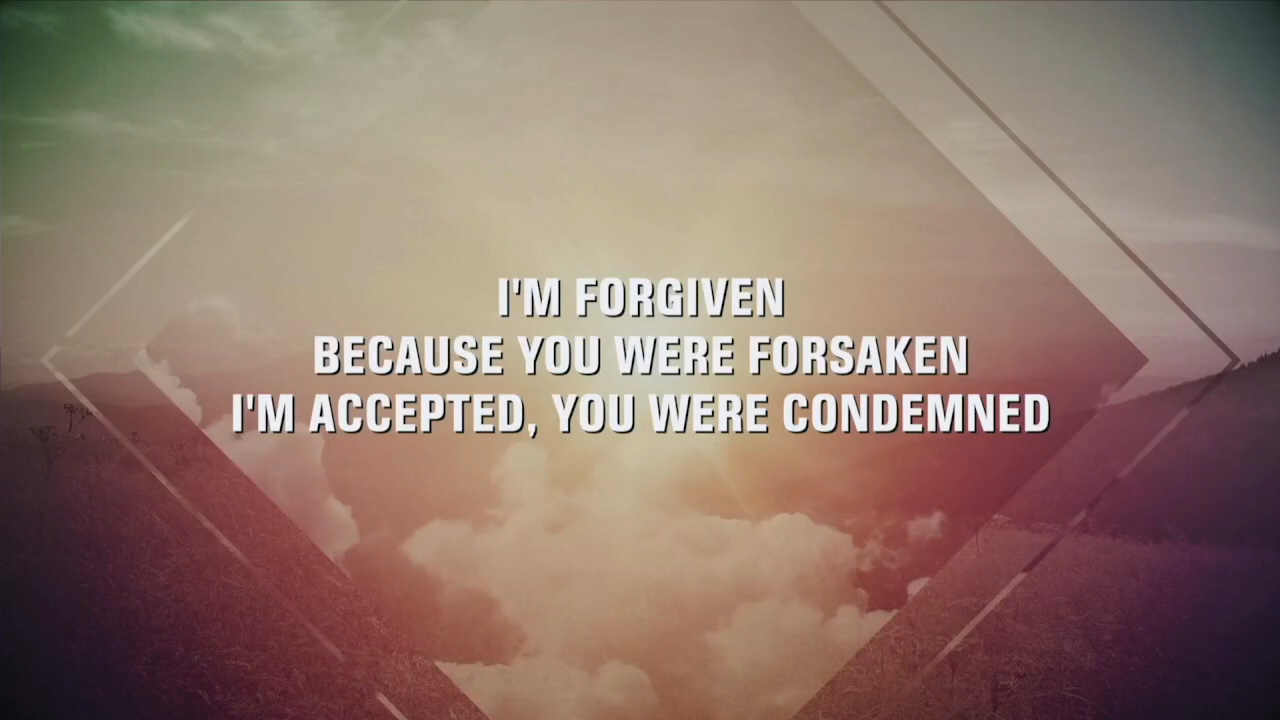 I'M FORGIVEN
BECAUSE YOU WERE FORSAKEN
I'M ACCEPTED, YOU WERE CONDEMNED